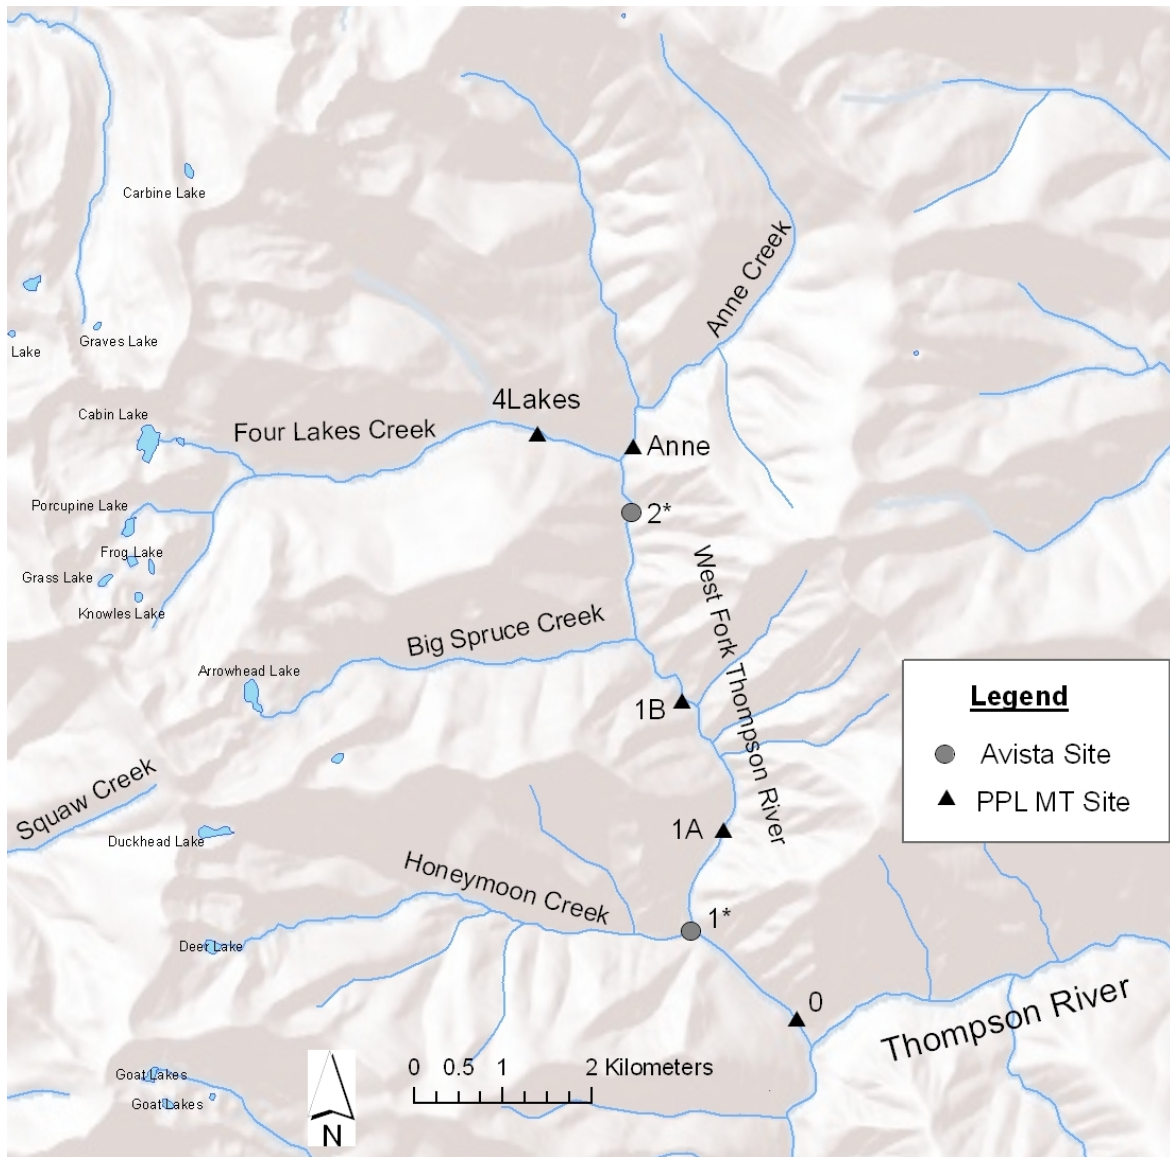 Carbine Lake
Anne Creek
Graves Lake
Lake
4Lakes
Cabin Lake
Four Lakes Creek
Anne
Porcupine Lake
2*
Frog Lake
Grass Lake
Knowles Lake
West Fork Thompson River
Big Spruce Creek
Arrowhead Lake
1B
Legend
Avista Site
PPL MT Site
Squaw Creek
Duckhead Lake
1A
Honeymoon Creek
1*
Deer Lake
0
Thompson River
Goat Lakes
Goat Lakes
0 0.5 1 2 Kilometers
N